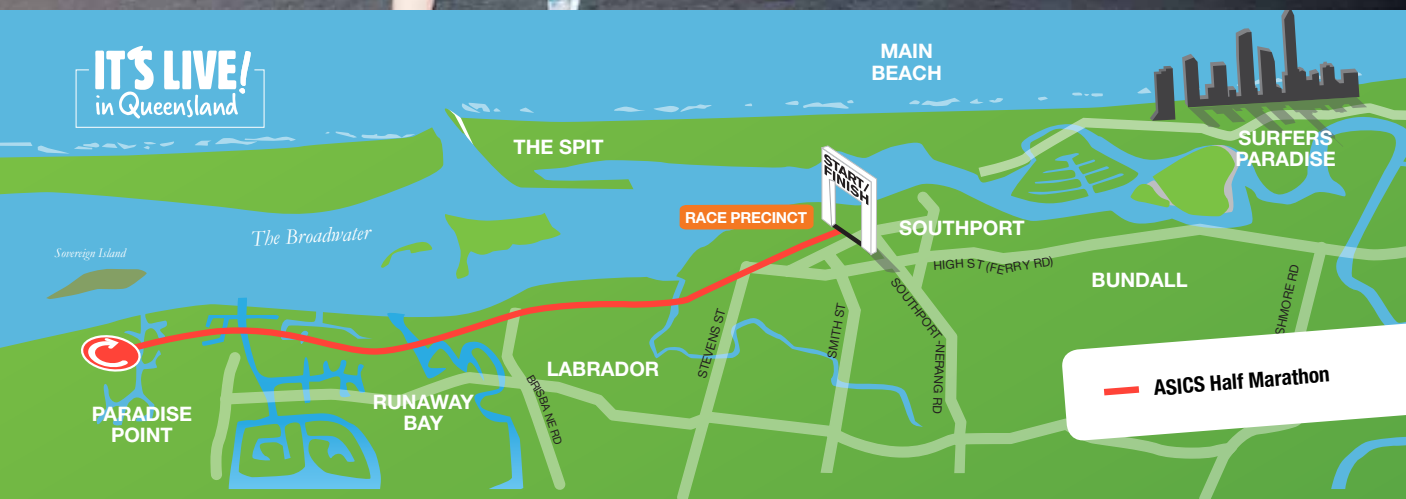 IT'S LIVE!
in Queensland
MAIN
BEACH
THE SPIT
SURFERS
PARADISE
START/
FINISH
RACE PRECINCT
SOUTHPORT
The Broadwater
Sovereign Island
HIGH ST (FERRY RD)
BUNDALL
SHMORE RD
SOUTHPORT-NERANG RD
STEVENS ST
SMITH ST
LABRADOR
BRISBANE RD
RUNAWAY
BAY
PARADISE
POINT
ASICS Half Marathon